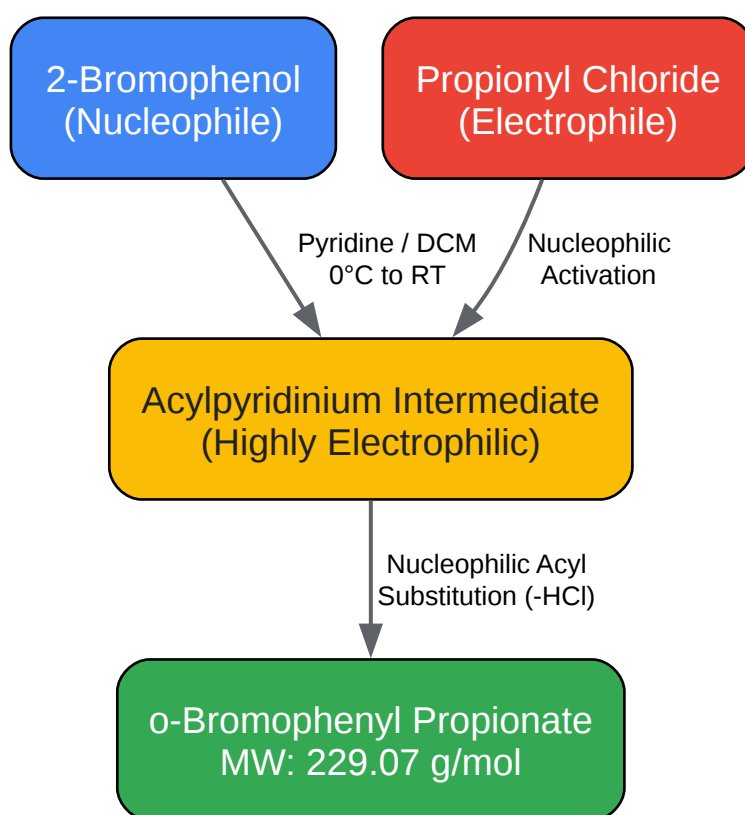 2-Bromophenol
(Nucleophile)
Propionyl Chloride
(Electrophile)
Pyridine / DCM
0°C to RT
Nucleophilic
Activation
Acylpyridinium Intermediate
(Highly Electrophilic)
Nucleophilic Acyl
Substitution (-HCl)
o-Bromophenyl Propionate
MW: 229.07 g/mol